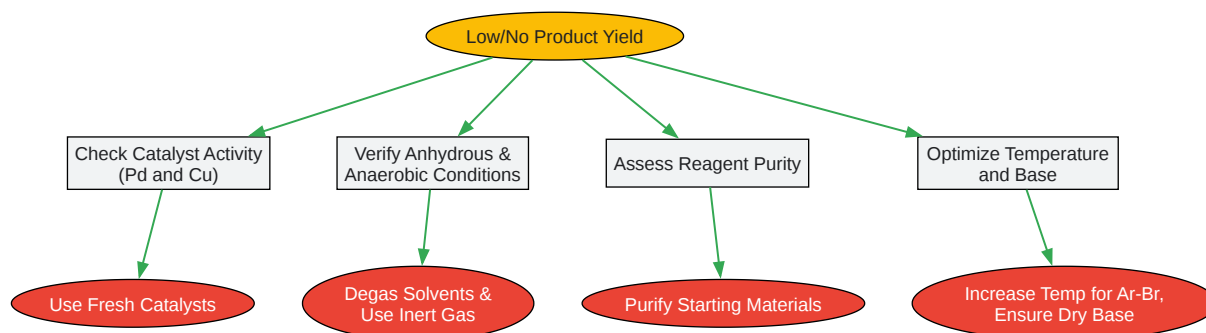 Low/No Product Yield
Check Catalyst Activity
(Pd and Cu)
Verify Anhydrous &
Anaerobic Conditions
Assess Reagent Purity
Optimize Temperature
and Base
Use Fresh Catalysts
Degas Solvents &
Use Inert Gas
Purify Starting Materials
Increase Temp for Ar-Br,
Ensure Dry Base